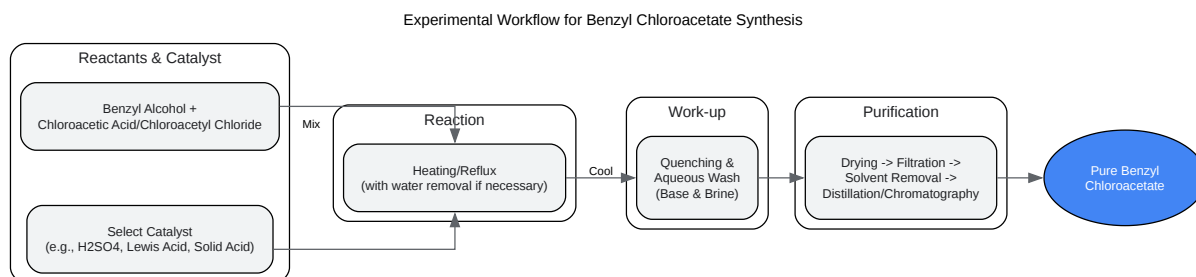 Experimental Workflow for Benzyl Chloroacetate Synthesis
Reactants & Catalyst
Benzyl Alcohol +
Chloroacetic Acid/Chloroacetyl Chloride
Select Catalyst
(e.g., H2SO4, Lewis Acid, Solid Acid)
Mix
Reaction
Heating/Reflux
(with water removal if necessary)
Cool
Work-up
Quenching &
Aqueous Wash
(Base & Brine)
Purification
Drying -> Filtration ->
Solvent Removal ->
Distillation/Chromatography
Pure Benzyl
Chloroacetate